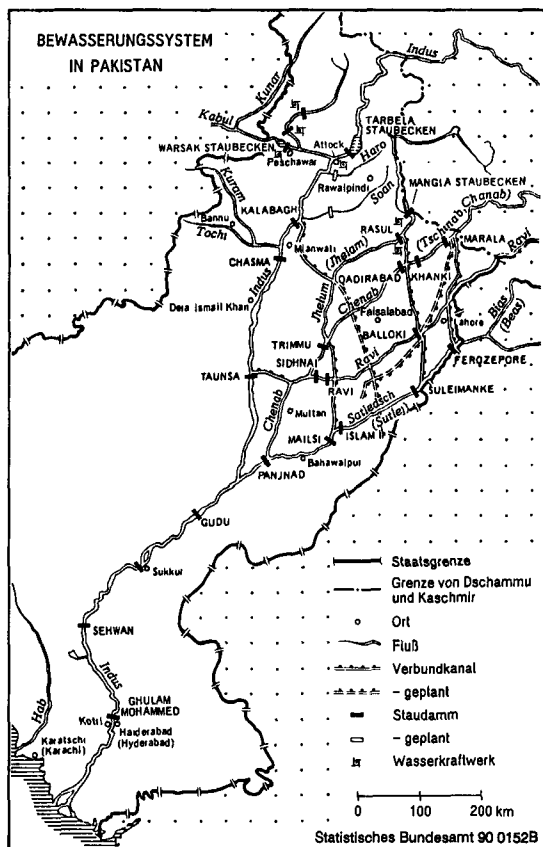 BEWASSERUNGSSYSTEM
IN PAKISTAN
Indus
Kunar
Kabul
WARSAK STAUBECKEN
Peschawar
Attock
Haro
TARBELA
STAUBECKEN
Rawalpindi
Soan
Kuram
Bannu
Tochi
KALABAGH
MANGLA STAUBECKEN
RASUL
(Tschinab)
Chanab)
Mianwali
(Jhelam)
MARALA
Ravi
CHASMA
QADIRABAD
KHANKI
Indus
Jhelum
Chenab
Dera Ismail Khan
Faisalabad
Lahore
Bias
(Beas)
BALLOKI
TRIMMU
SIDHNAI
Ravi
FEROZEPORE
TAUNSA
RAVI
SULEIMANKE
Chenab
Multan
Satledsch
(Sutlej)
MAILSI
ISLAM
PANJNAD
Bahawalpur
GUDU
Sukkur
SEHWAN
Indus
Hab
GHULAM
MOHAMMED
Kotri
Haiderabad
(Hyderabad)
Karatschi
(Karachi)
Staatsgrenze
Grenze von Dschammu
und Kaschmir
Ort
Fluß
Verbundkanal
– geplant
Staudamm
– geplant
Wasserkraftwerk
0 100 200 km
Statistisches Bundesamt 90 0152B